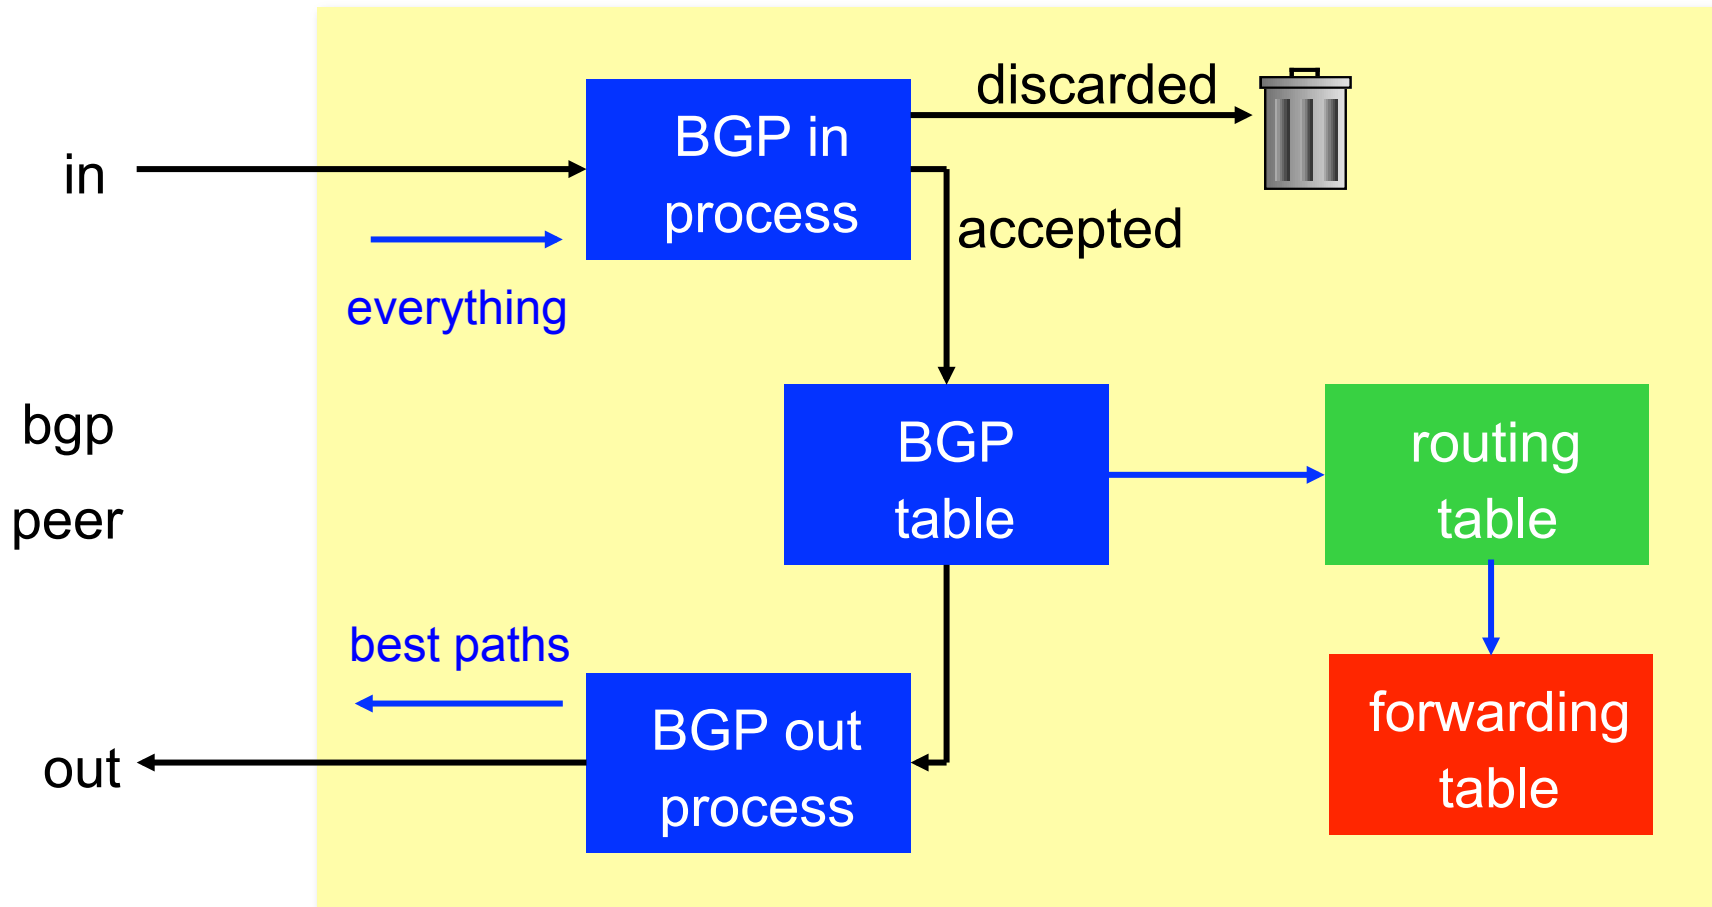 discarded
BGP in
process
in
accepted
everything
bgp
peer
BGP
table
routing
table
best paths
BGP out
process
out
forwarding
table